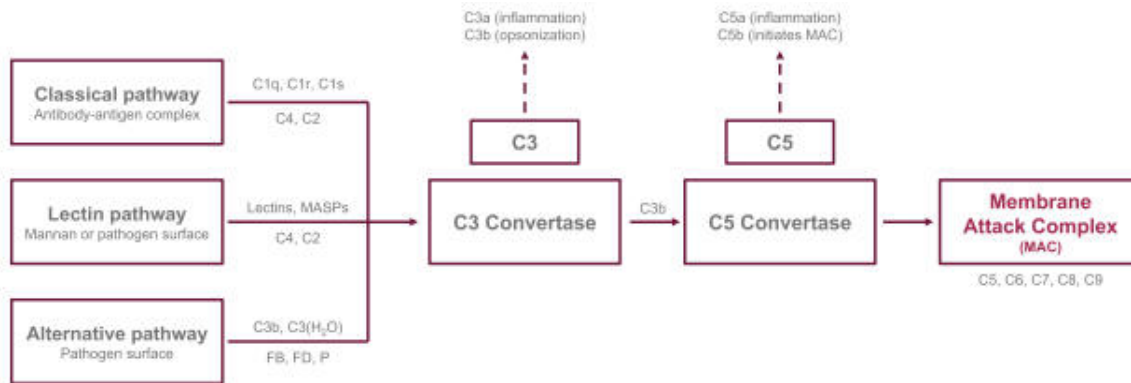 C3a (inflammation)
C3b (opsonization)
C5a (inflammation)
C5b (initiates MAC)
Classical pathway
Antibody-antigen complex
C1q, C1r, C1s
C4, C2
C3
C5
Lectin pathway
Mannan or pathogen surface
Lectins, MASPs
C4, C2
C3 Convertase
C3b
C5 Convertase
Membrane
Attack Complex
(MAC)
C5, C6, C7, C8, C9
Alternative pathway
Pathogen surface
C3b, C3(H₂O)
FB, FD, P